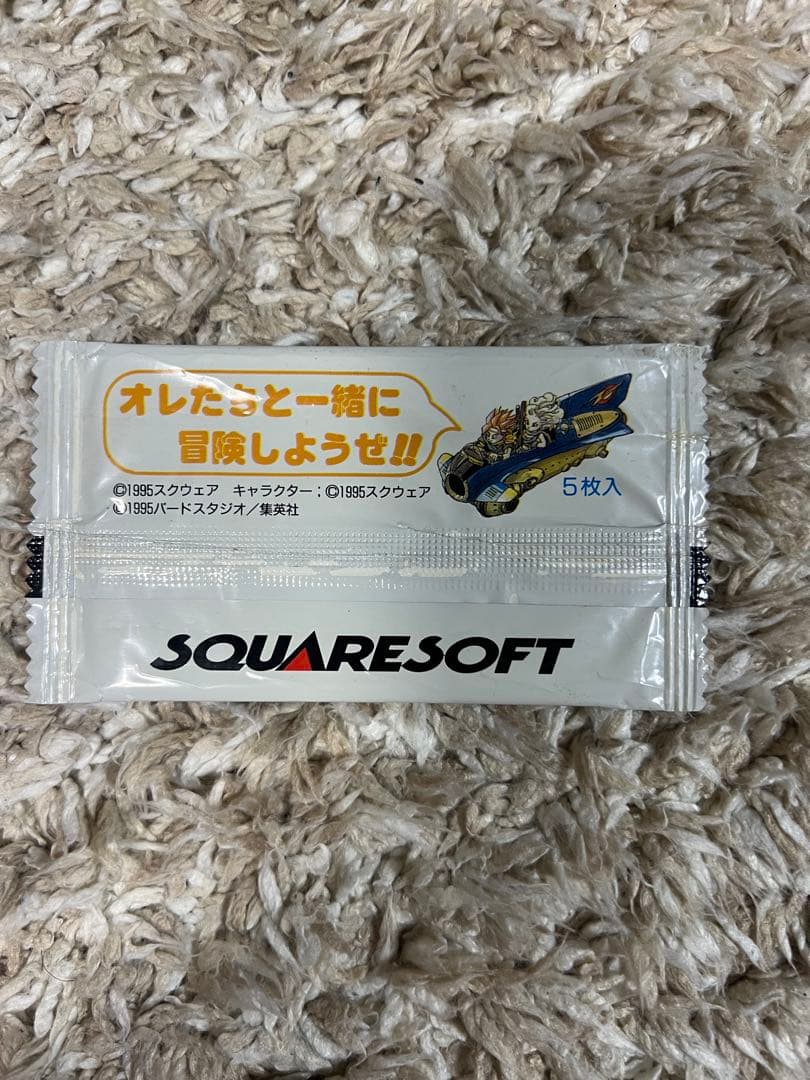 オレたちと一緒に
冒険しようぜ!!
©1995スクウェア キャラクター:©1995スクウェア
©1995バードスタジオ/集英社
5枚入
SQUARESOFT